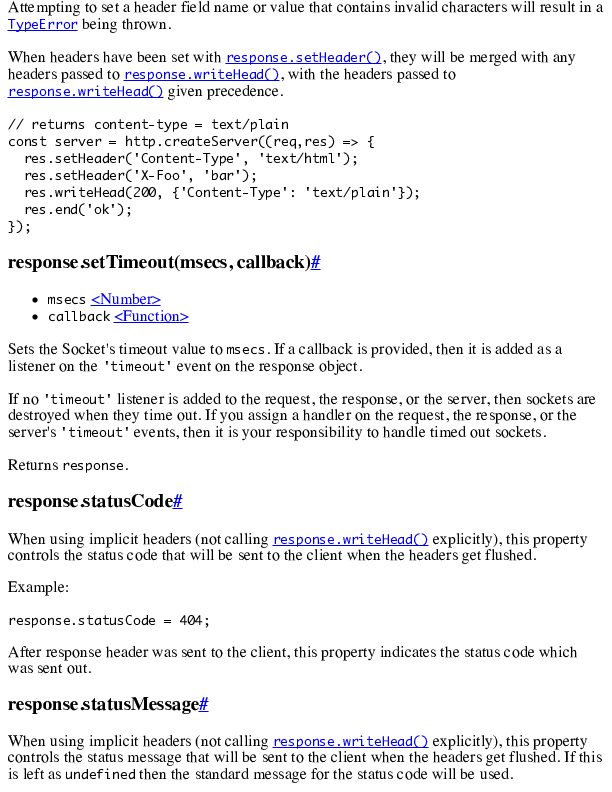 Attempting to set a header field name or value that contains invalid characters will result in a
TypeError being thrown.
When headers have been set with response.setHeader(), they will be merged with any
headers passed to response.writeHead(), with the headers passed to
response.writeHead() given precedence.
// returns content-type = text/plain
const server = http.createServer((req,res) => {
  res.setHeader('Content-Type', 'text/html');
  res.setHeader('X-Foo', 'bar');
  res.writeHead(200, {'Content-Type': 'text/plain'});
  res.end('ok');
});
response.setTimeout(msecs, callback)#
• msecs <Number>
• callback <Function>
Sets the Socket's timeout value to msecs. If a callback is provided, then it is added as a
listener on the 'timeout' event on the response object.
If no 'timeout' listener is added to the request, the response, or the server, then sockets are
destroyed when they time out. If you assign a handler on the request, the response, or the
server's 'timeout' events, then it is your responsibility to handle timed out sockets.
Returns response.
response.statusCode#
When using implicit headers (not calling response.writeHead() explicitly), this property
controls the status code that will be sent to the client when the headers get flushed.
Example:
response.statusCode = 404;
After response header was sent to the client, this property indicates the status code which
was sent out.
response.statusMessage#
When using implicit headers (not calling response.writeHead() explicitly), this property
controls the status message that will be sent to the client when the headers get flushed. If this
is left as undefined then the standard message for the status code will be used.